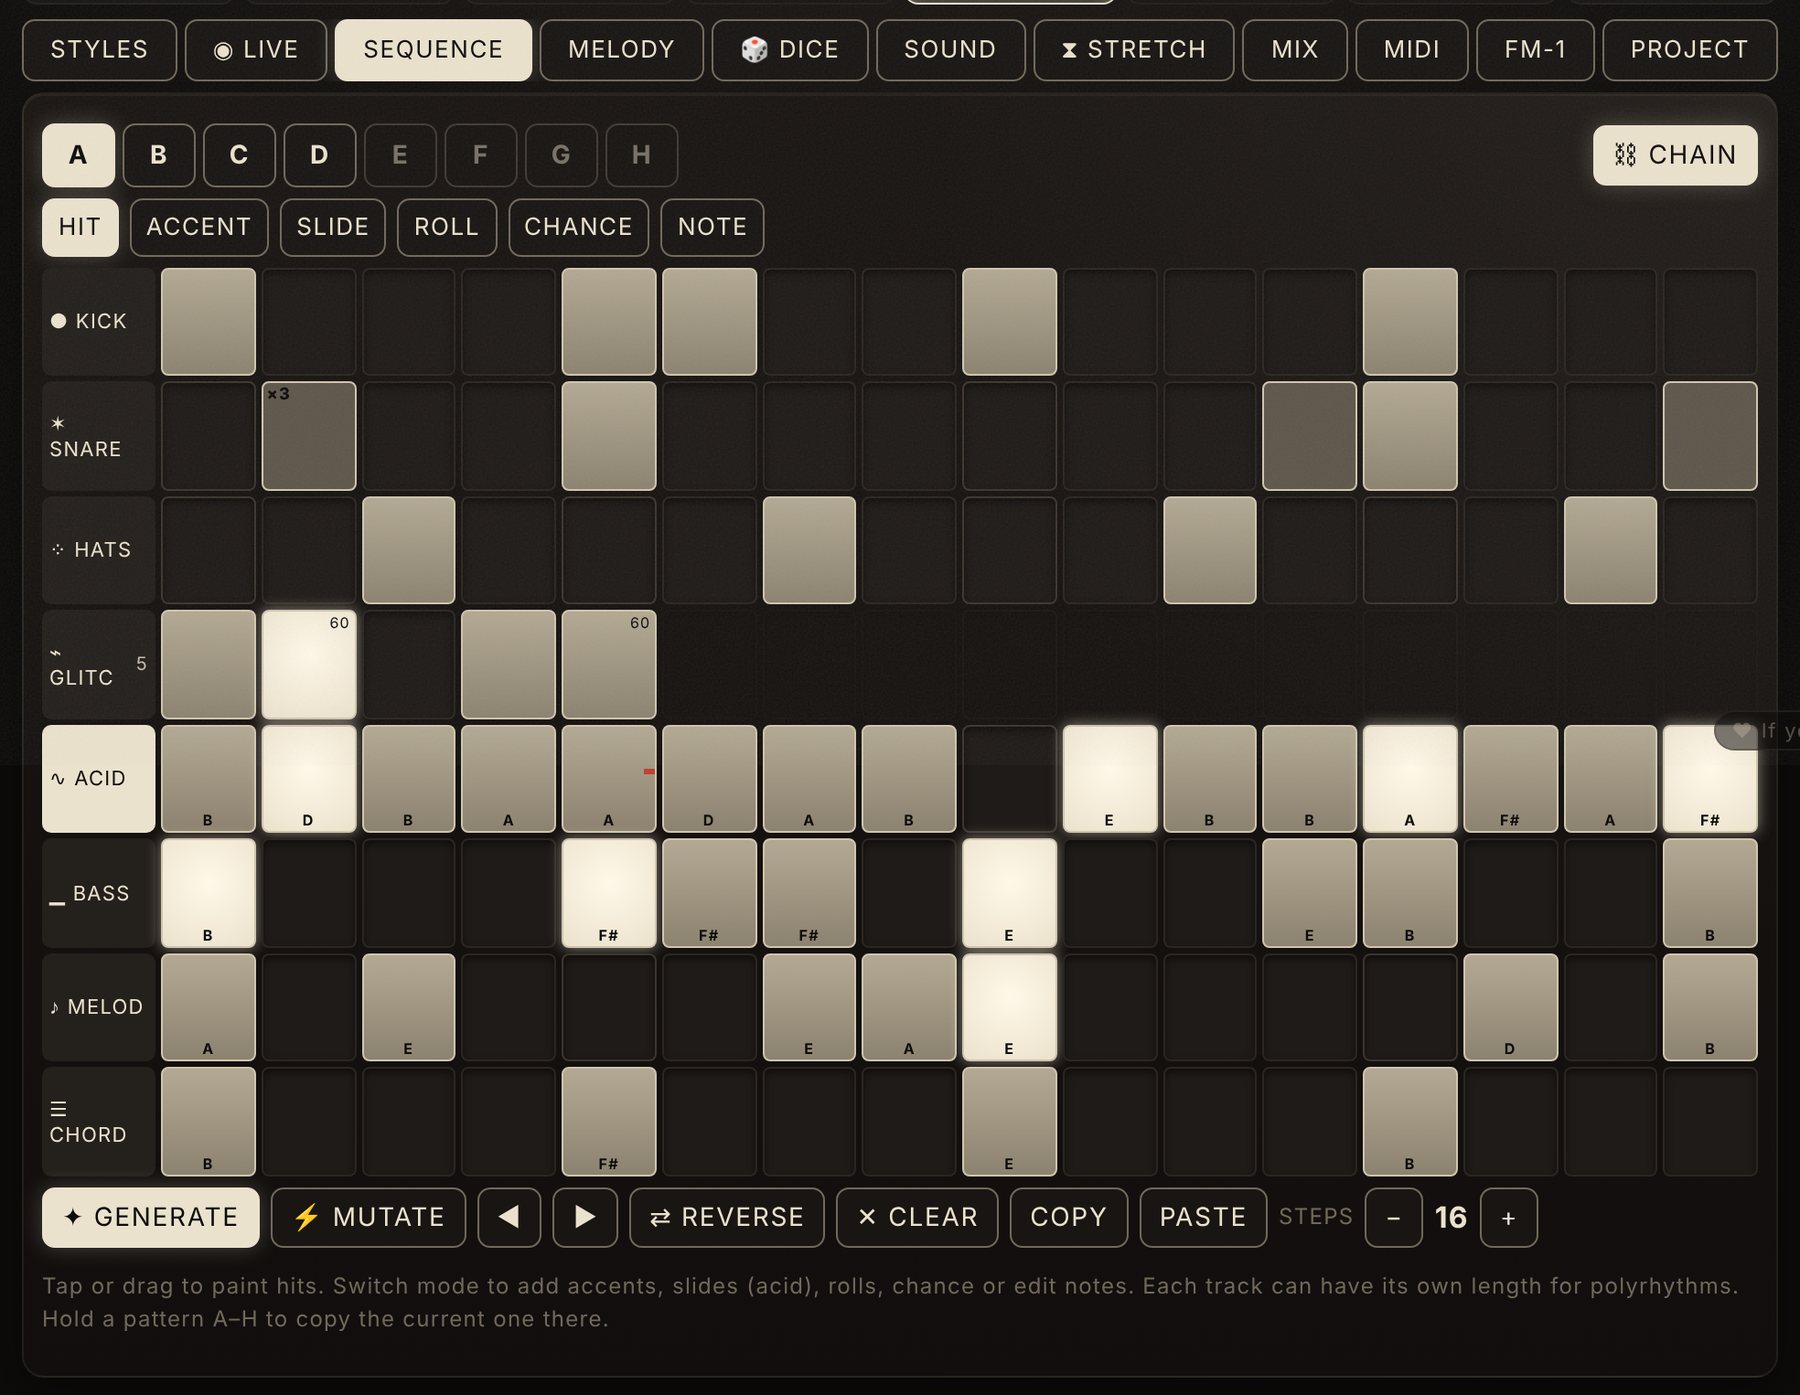 STYLES ◉ LIVE SEQUENCE MELODY 🎲 DICE SOUND ⧗ STRETCH MIX MIDI FM-1 PROJECT
A B C D E F G H ⛓ CHAIN
HIT ACCENT SLIDE ROLL CHANCE NOTE
● KICK
×3
✶
SNARE
⁘ HATS
60 60
⌁
GLITC 5
If
∿ ACID
B D B A A D A B E B B A F# A F#
▁ BASS
B F# F# F# E E B B
♪ MELOD
A E E A E D B
☰
CHORD
B F# E B
✦ GENERATE ⚡ MUTATE ◀ ▶ ⇄ REVERSE ✕ CLEAR COPY PASTE STEPS − 16 +
Tap or drag to paint hits. Switch mode to add accents, slides (acid), rolls, chance or edit notes. Each track can have its own length for polyrhythms.
Hold a pattern A–H to copy the current one there.